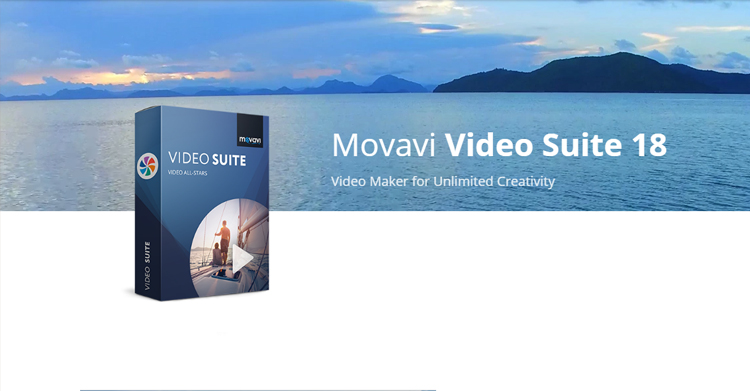 Movavi Video Suite 18
Video Maker for Unlimited Creativity
movavi
VIDEO SUITE
VIDEO ALL-STARS
VIDEO SUITE